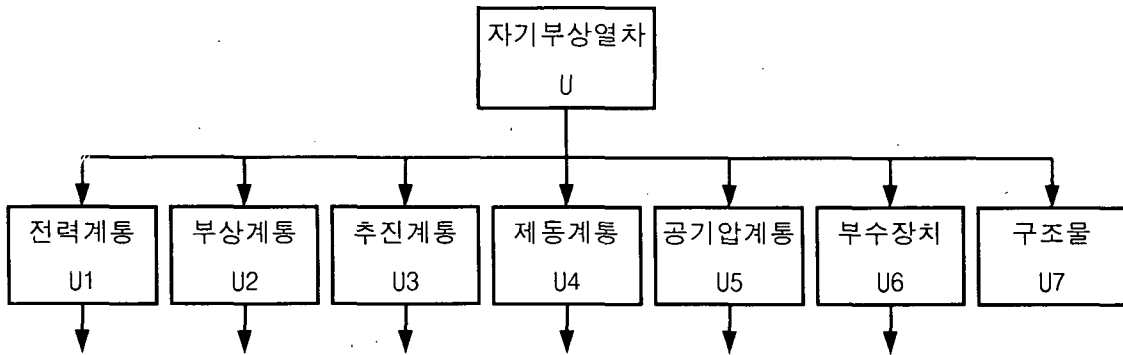 자기부상열차
U
전력계통
U1
부상계통
U2
추진계통
U3
제동계통
U4
공기압계통
U5
부수장치
U6
구조물
U7